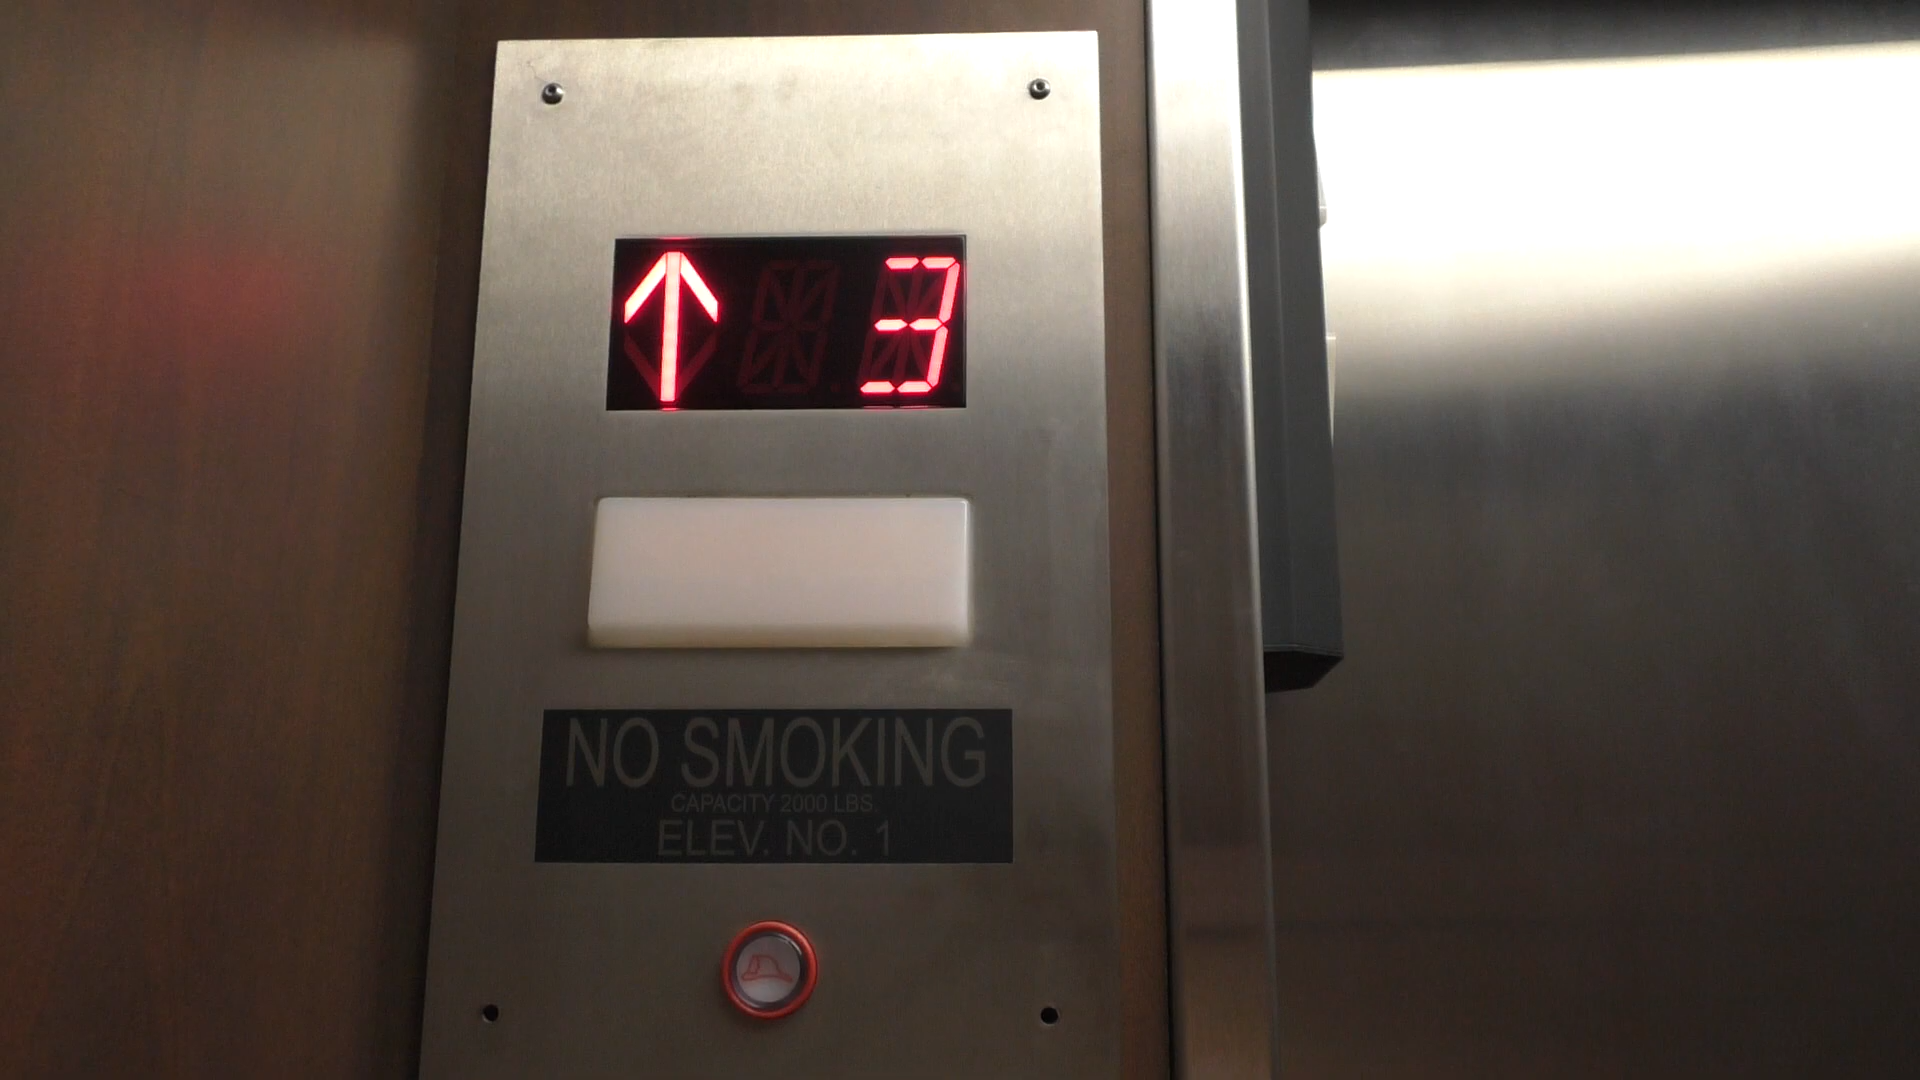 ↑ 3
NO SMOKING
CAPACITY 2000 LBS.
ELEV. NO. 1